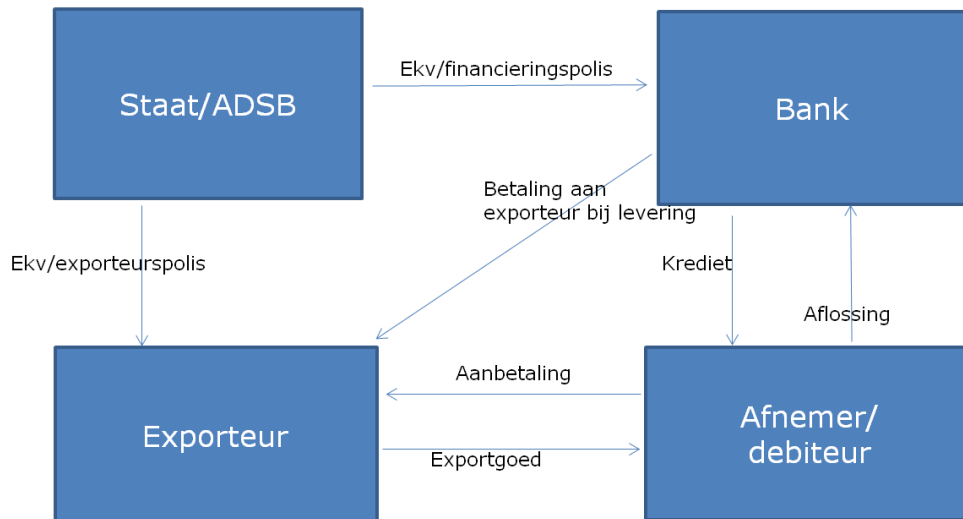 Staat/ADSB
Ekv/financieringspolis
Bank
Betaling aan
exporteur bij levering
Ekv/exporteurspolis
Krediet
Aflossing
Exporteur
Aanbetaling
Exportgoed
Afnemer/
debiteur